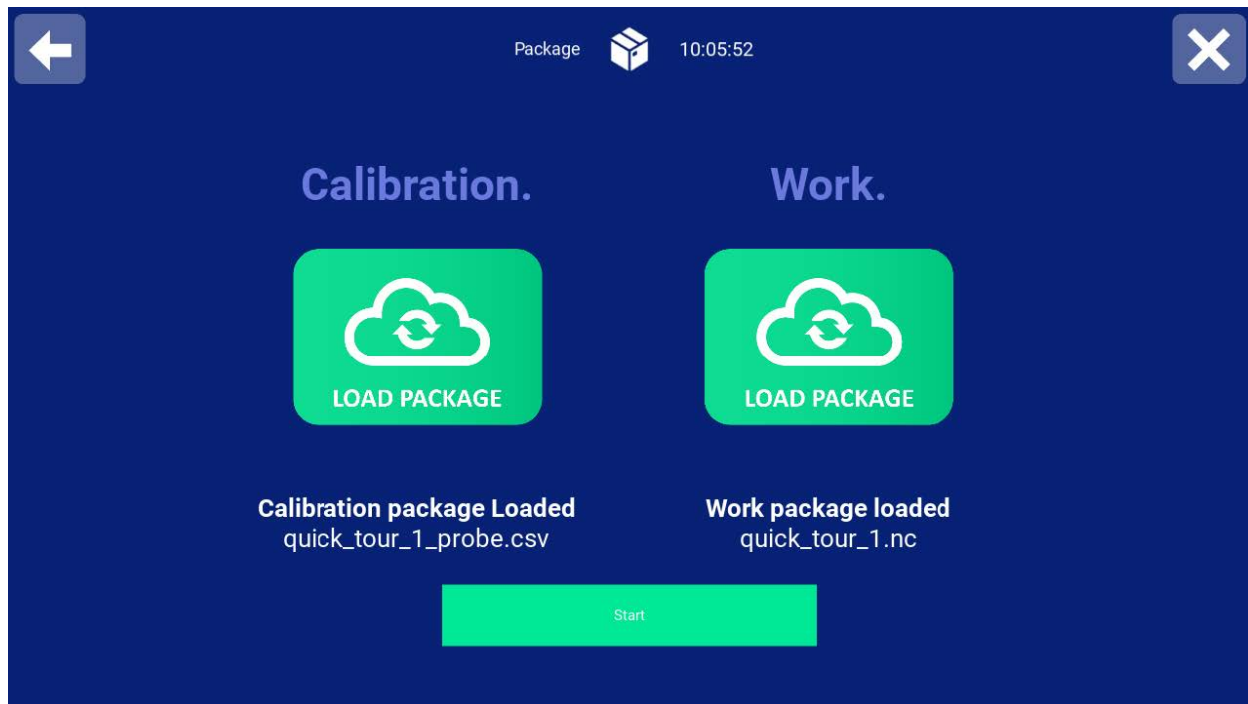 Package 10:05:52
Calibration.
Work.
LOAD PACKAGE
LOAD PACKAGE
Calibration package Loaded
quick_tour_1_probe.csv
Work package loaded
quick_tour_1.nc
Start